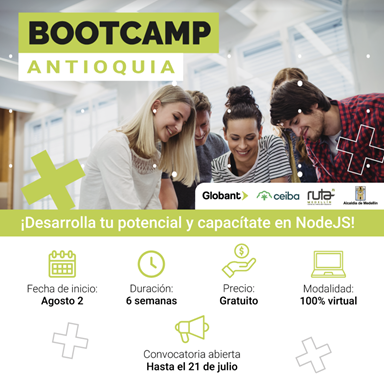 BOOTCAMP
ANTIOQUIA
Globant
ceiba
ruta
MEDELLÍN
Alcaldía de Medellín
¡Desarrolla tu potencial y capacítate en NodeJS!
Fecha de inicio:
Agosto 2
Duración:
6 semanas
Precio:
Gratuito
Modalidad:
100% virtual
Convocatoria abierta
Hasta el 21 de julio